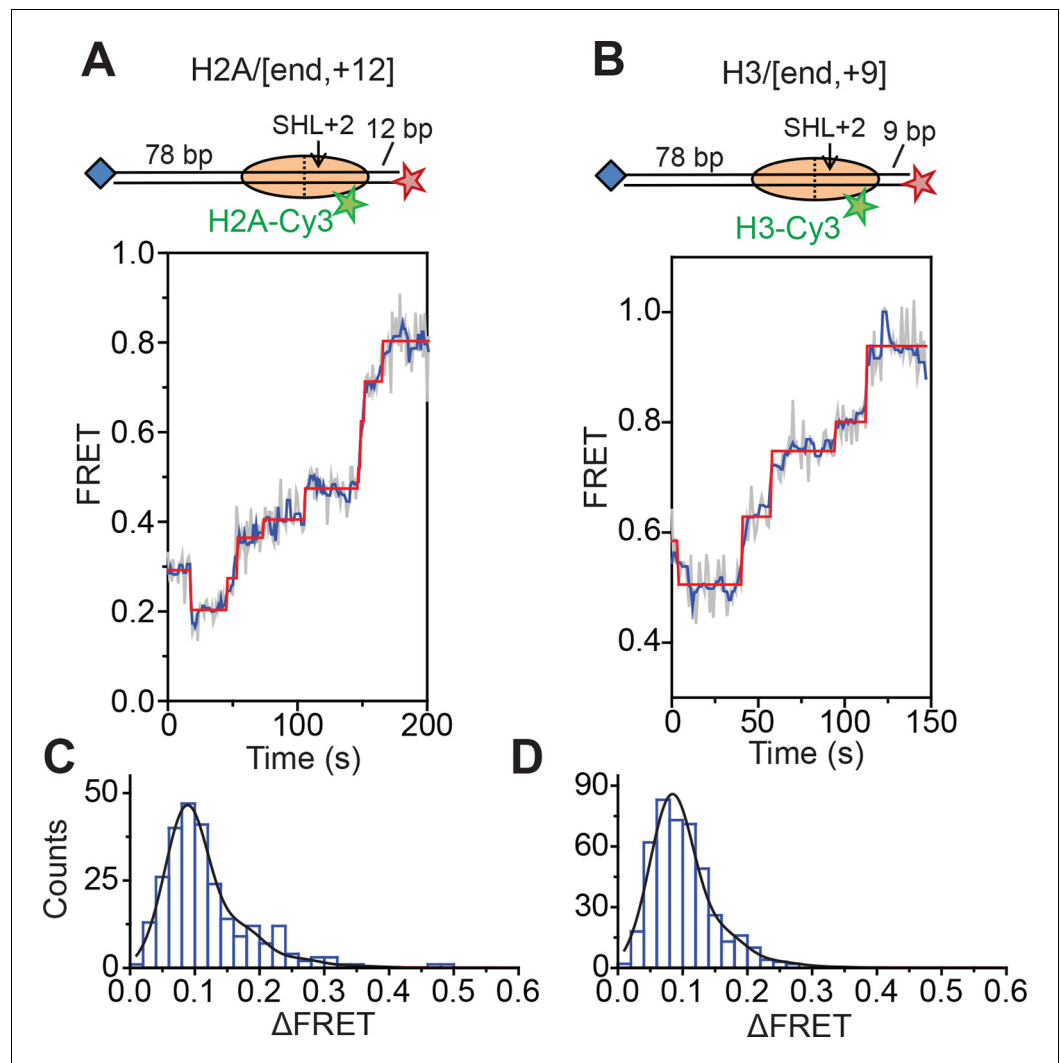 A
H2A/[end,+12]
SHL+2
12 bp
78 bp
H2A-Cy3
1.0
0.8
0.6
0.4
0.2
0.0
FRET
0
100
200
Time (s)
B
H3/[end,+9]
SHL+2
9 bp
78 bp
H3-Cy3
1.0
0.8
0.6
0.4
FRET
0
50
100
150
Time (s)
C
50
25
0
Counts
0.0 0.1 0.2 0.3 0.4 0.5 0.6
ΔFRET
D
90
60
30
0
0.0 0.1 0.2 0.3 0.4 0.5 0.6
ΔFRET